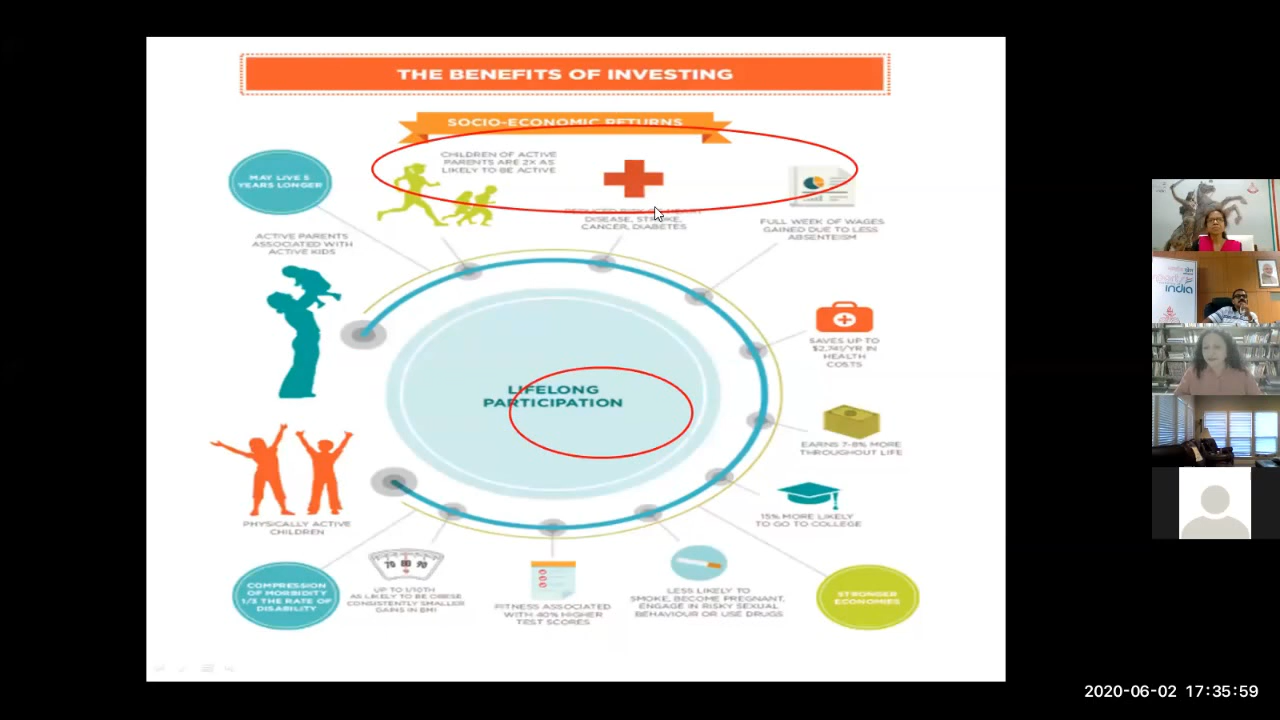 THE BENEFITS OF INVESTING
SOCIO-ECONOMIC RETURNS
MAY LIVE 5
YEARS LONGER
CHILDREN OF ACTIVE
PARENTS ARE 2X AS
LIKELY TO BE ACTIVE
DISEASE, STROKE,
CANCER, DIABETES
FULL WEEK OF WAGES
GAINED DUE TO LESS
ABSENTEEISM
ACTIVE PARENTS
ASSOCIATED WITH
ACTIVE KIDS
SAVES UP TO
HEALTH
COSTS
LIFELONG
PARTICIPATION
EARNS 7-8% MORE
THROUGHOUT LIFE
15% MORE LIKELY
TO GO TO COLLEGE
PHYSICALLY ACTIVE
CHILDREN
70 80 90
COMPRESSION
OF MORBIDITY
1/3 THE RATE OF
DISABILITY
UP TO 1/10TH
AS LIKELY TO BE OBESE
CONSISTENTLY SMALLER
GAINS IN BMI
FITNESS ASSOCIATED
WITH 40% HIGHER
TEST SCORES
LESS LIKELY TO
SMOKE, BECOME PREGNANT,
ENGAGE IN RISKY SEXUAL
BEHAVIOUR OR USE DRUGS
STRONGER
ECONOMIES
india
2020-06-02 17:35:59